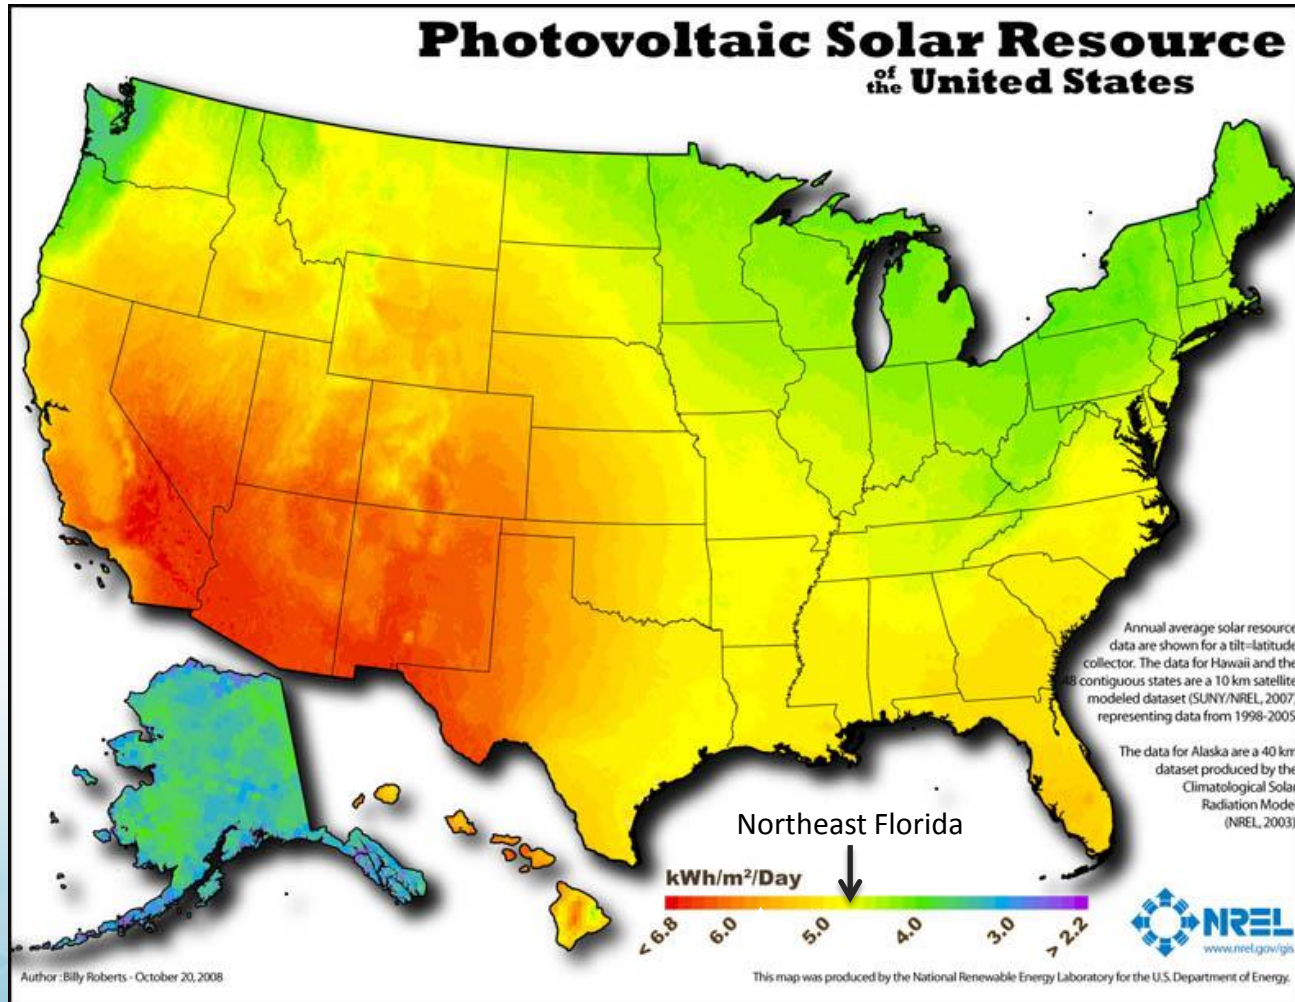 Photovoltaic Solar Resource
of the United States
Annual average solar resource
data are shown for a tilt=latitude
collector. The data for Hawaii and the
48 contiguous states are a 10 km satellite
modeled dataset (SUNY/NREL, 2007)
representing data from 1998-2005
The data for Alaska are a 40 km
dataset produced by the
Climatological Solar
Radiation Model
(NREL, 2003)
Northeast Florida
kWh/m²/Day
< 6.8
6.0
5.0
4.0
3.0
> 2.2
NREL
www.nrel.gov/gis
Author : Billy Roberts - October 20, 2008
This map was produced by the National Renewable Energy Laboratory for the U.S. Department of Energy.